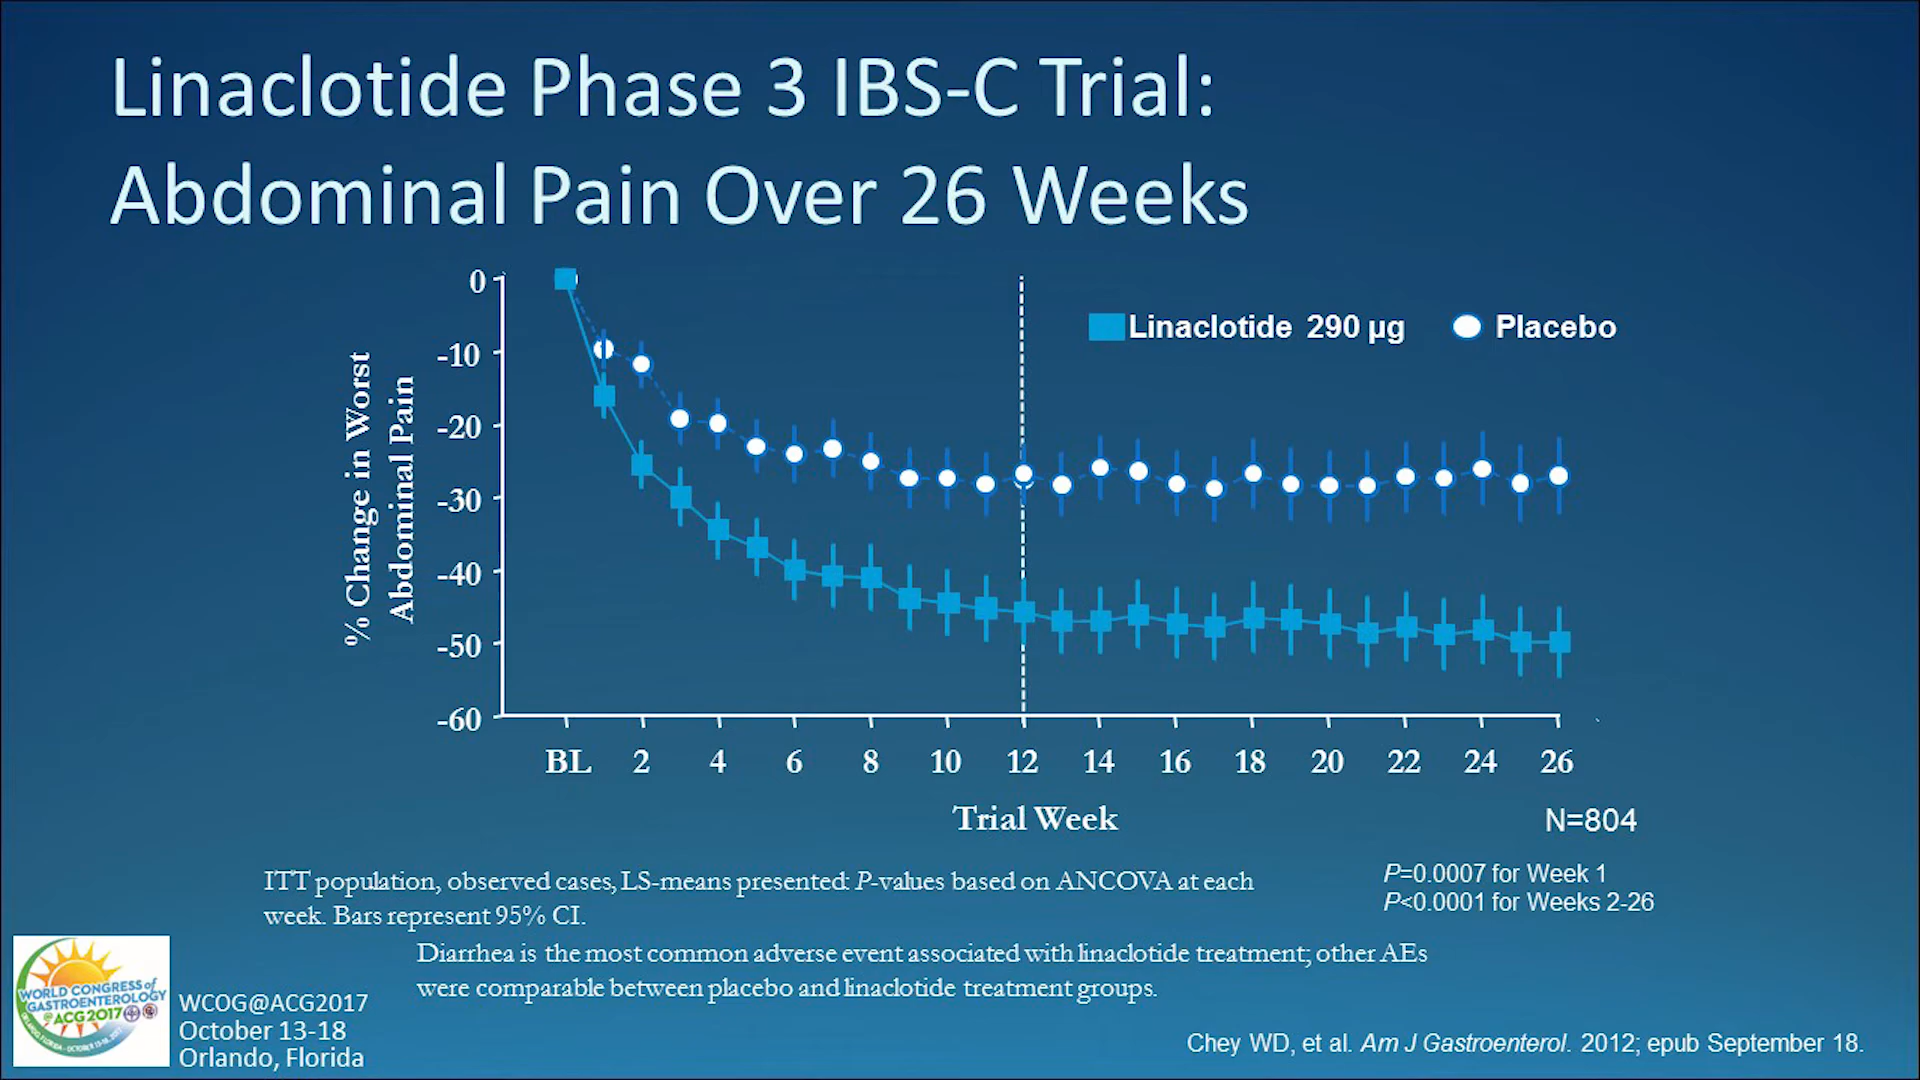 Linaclotide Phase 3 IBS-C Trial:
Abdominal Pain Over 26 Weeks
% Change in Worst
Abdominal Pain
0
-10
-20
-30
-40
-50
-60
Linaclotide 290 µg
Placebo
BL 2 4 6 8 10 12 14 16 18 20 22 24 26
Trial Week
N=804
ITT population, observed cases, LS-means presented: P-values based on ANCOVA at each
week. Bars represent 95% CI.
P=0.0007 for Week 1
P<0.0001 for Weeks 2-26
Diarrhea is the most common adverse event associated with linaclotide treatment; other AEs
were comparable between placebo and linaclotide treatment groups.
WORLD CONGRESS of
GASTROENTEROLOGY
@ACG2017
WCOG@ACG2017
October 13-18
Orlando, Florida
Chey WD, et al. Am J Gastroenterol. 2012; epub September 18.